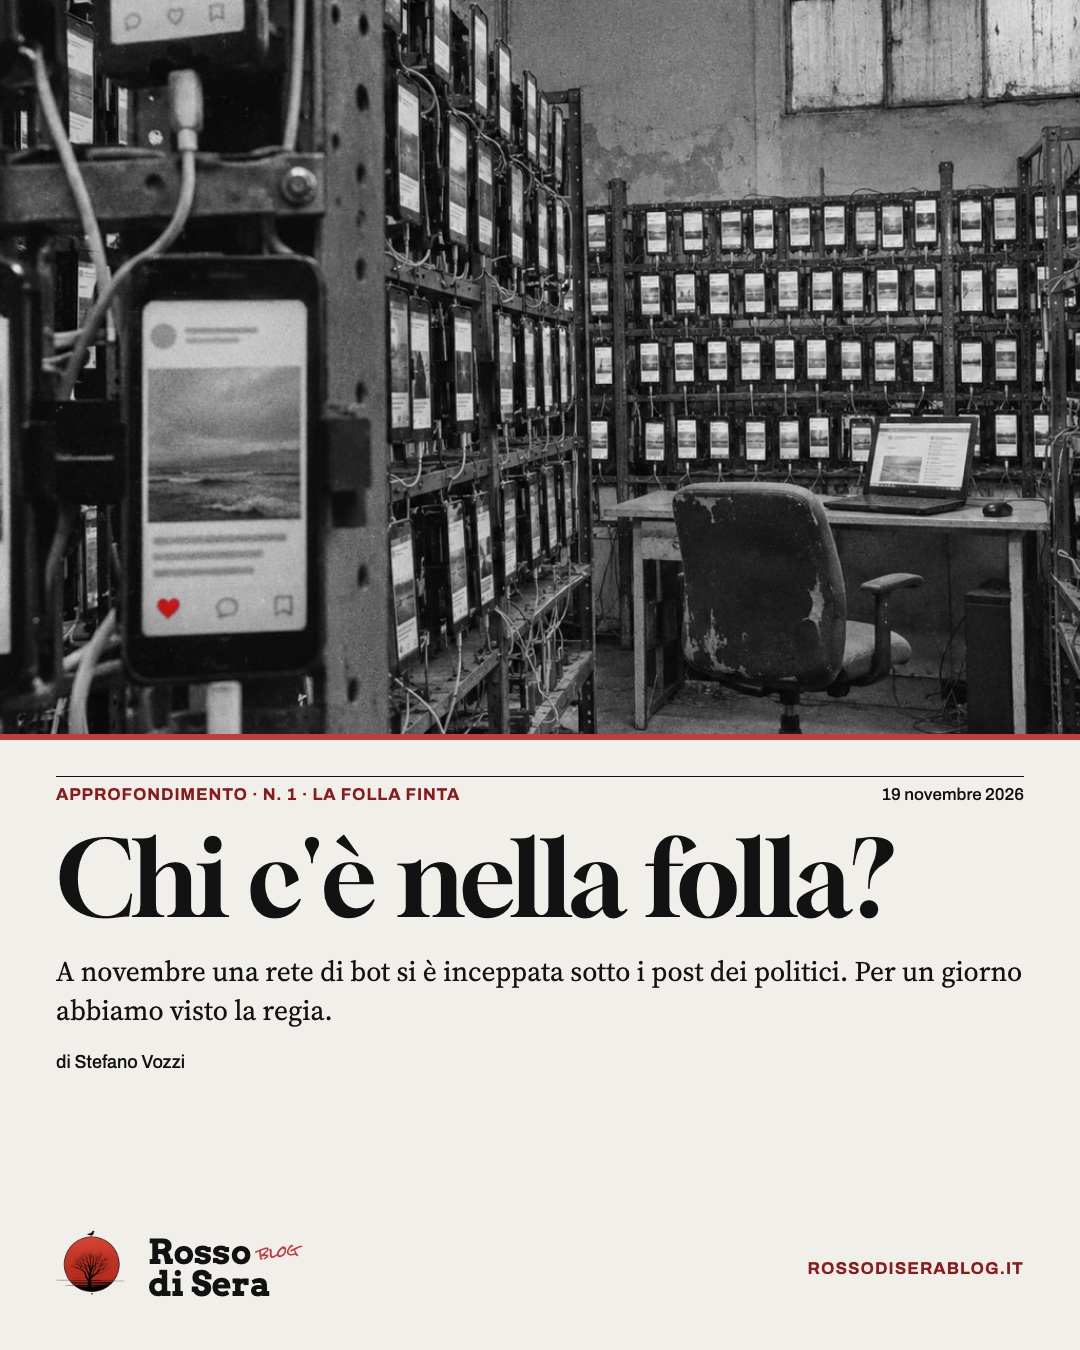 APPROFONDIMENTO · N. 1 · LA FOLLA FINTA
19 novembre 2026
Chi c'è nella folla?
A novembre una rete di bot si è inceppata sotto i post dei politici. Per un giorno
abbiamo visto la regia.
di Stefano Vozzi
Rosso BLOG
di Sera
ROSSODISERABLOG.IT